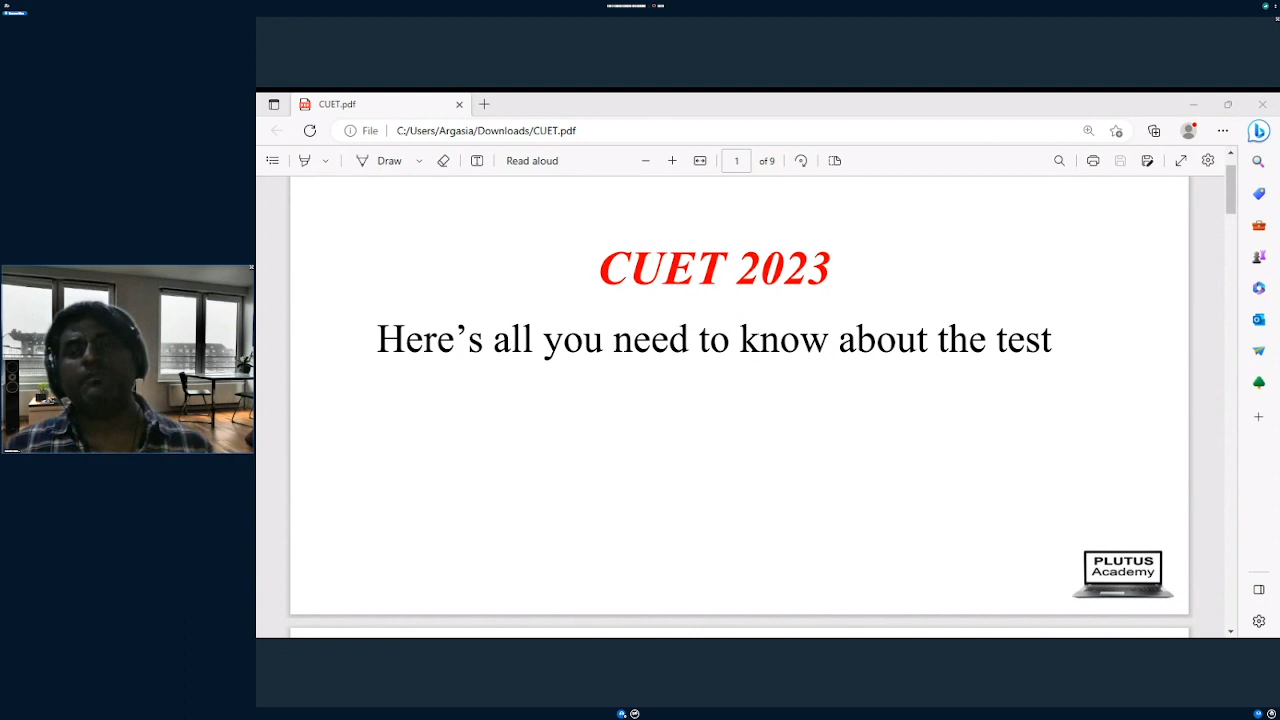 CUET.pdf
File
C:/Users/Argasia/Downloads/CUET.pdf
Draw
Read aloud
1
of 9
CUET 2023
Here’s all you need to know about the test
PLUTUS
Academy